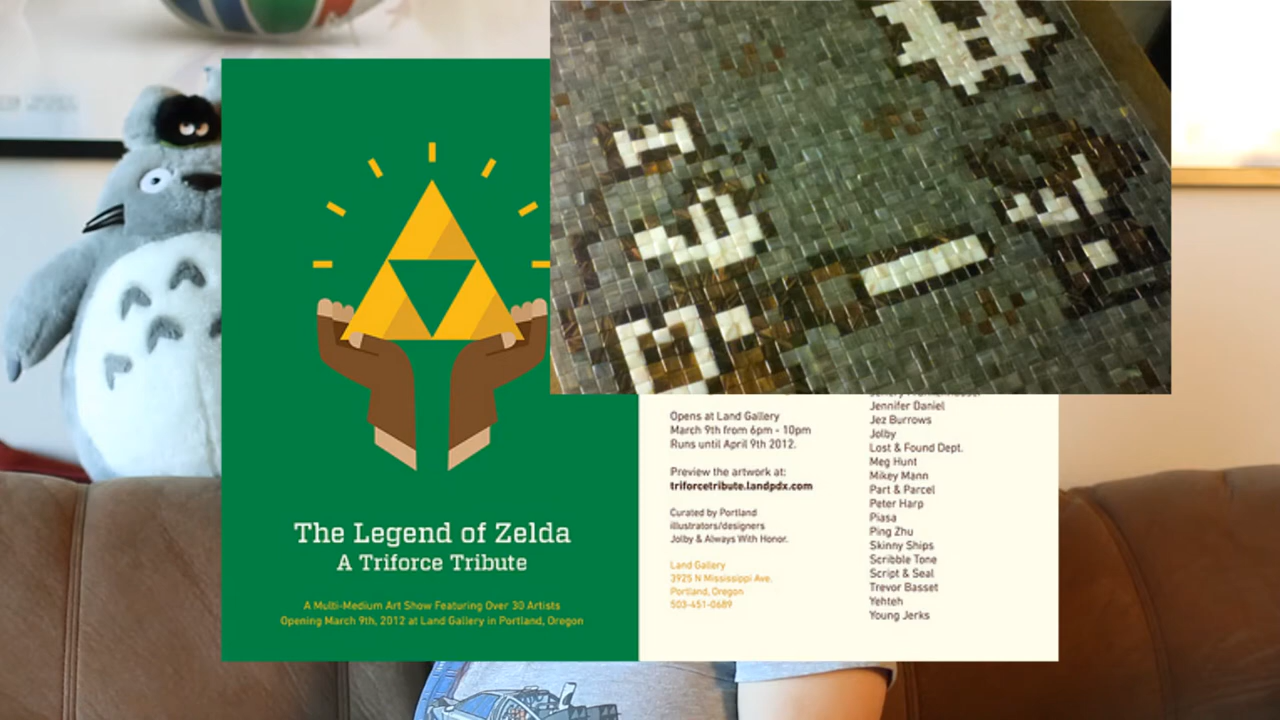 The Legend of Zelda
A Triforce Tribute
A Multi-Medium Art Show Featuring Over 30 Artists
Opening March 9th, 2012 at Land Gallery in Portland, Oregon
Opens at Land Gallery
March 9th from 6pm - 10pm
Runs until April 9th 2012.
Preview the artwork at:
triforcetribute.landpdx.com
Curated by Portland
illustrators/designers
Jolby & Always With Honor.
Land Gallery
3925 N Mississippi Ave.
Portland, Oregon
503-451-0689
Jennifer Daniel
Jez Burrows
Jolby
Lost & Found Dept.
Meg Hunt
Mikey Mann
Part & Parcel
Peter Harp
Piasa
Ping Zhu
Skinny Ships
Scribble Tone
Script & Seal
Trevor Basset
Yehteh
Young Jerks